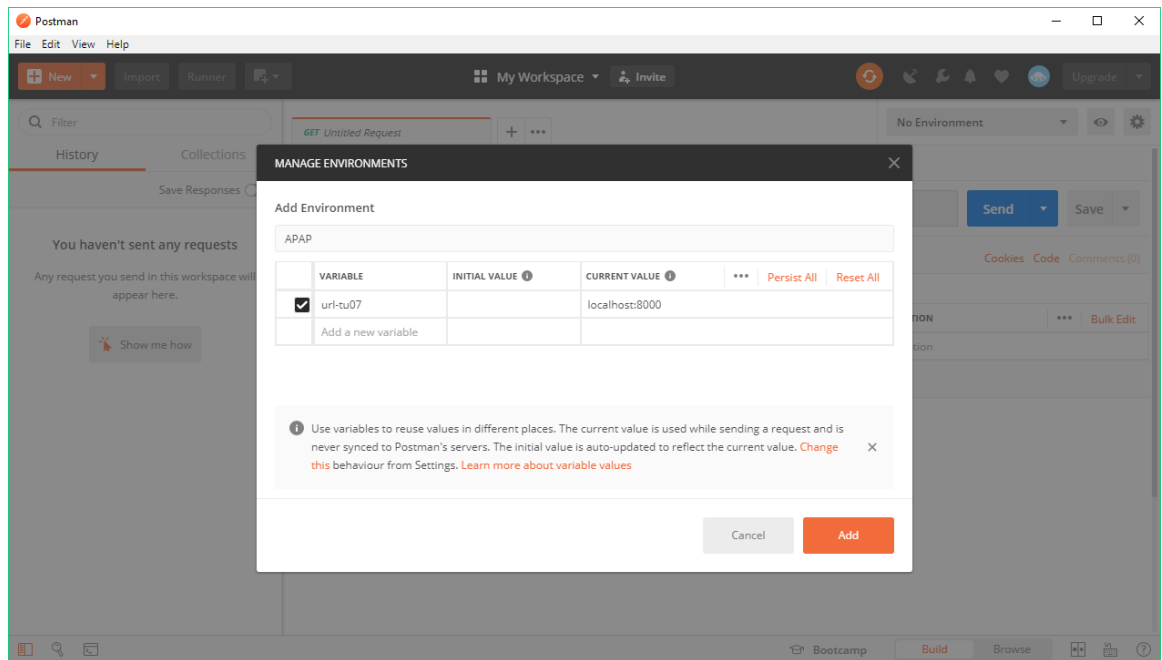 Postman
File Edit View Help
New Import Runner My Workspace Invite Upgrade
Filter
GET Untitled Request
No Environment
History Collections
Save Responses
You haven't sent any requests
Any request you send in this workspace will
appear here.
Show me how
MANAGE ENVIRONMENTS
Add Environment
APAP
VARIABLE INITIAL VALUE CURRENT VALUE Persist All Reset All
url-tu07 localhost:8000
Add a new variable
Use variables to reuse values in different places. The current value is used while sending a request and is
never synced to Postman's servers. The initial value is auto-updated to reflect the current value. Change
this behaviour from Settings. Learn more about variable values
Cancel Add
Send Save
Cookies Code Comments (0)
TION Bulk Edit
tion
Bootcamp Build Browse